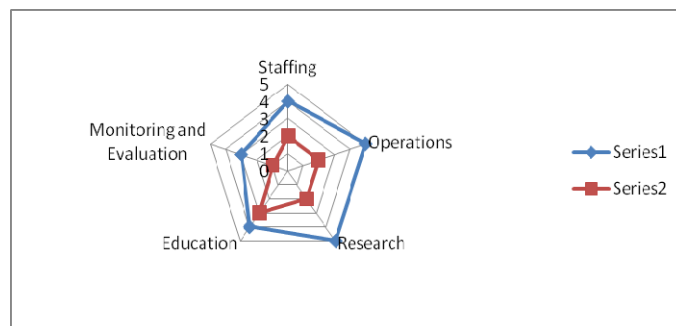 Staffing
5
4
3
2
1
0
Operations
Research
Education
Monitoring and
Evaluation
Series1
Series2